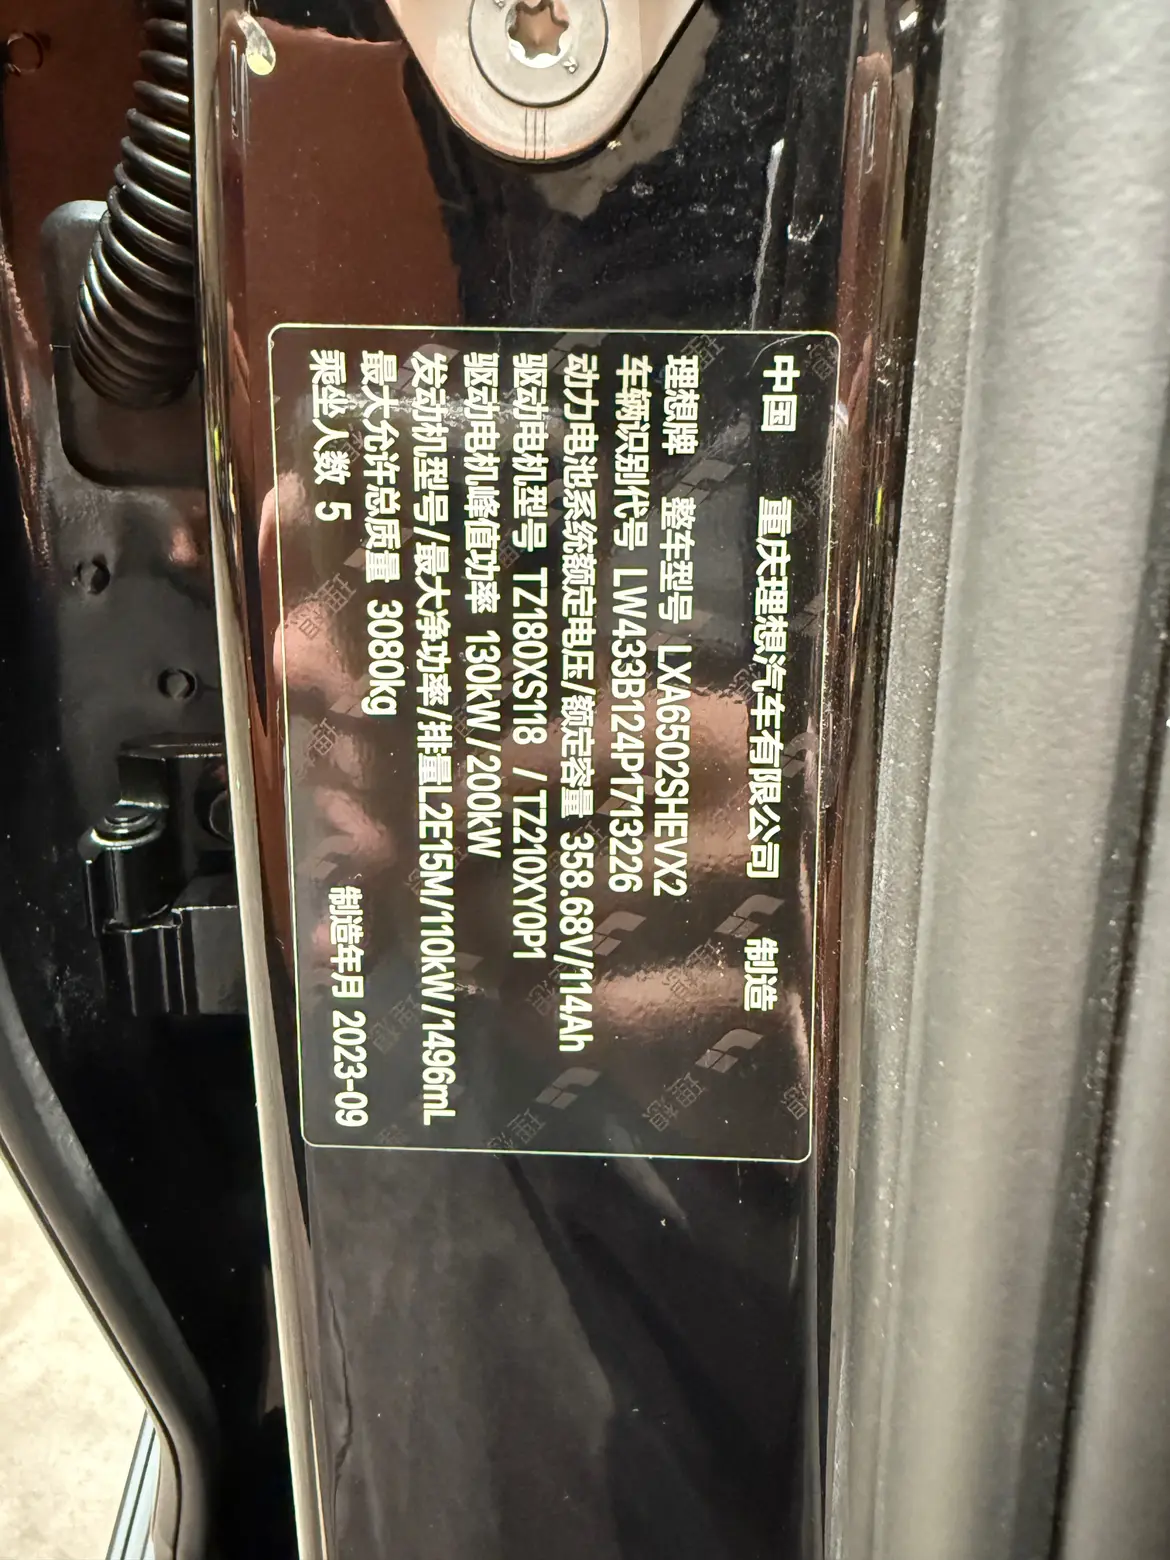 中国 重庆理想汽车有限公司 制造
理想牌 整车型号 LXA6502SHEVX2
车辆识别代号 LW433B124P1713226
动力电池系统额定电压/额定容量 358.68V/114Ah
驱动电机型号 TZ180XS118 / TZ210XY0P1
驱动电机峰值功率 130kW/200kW
发动机型号/最大净功率/排量L2E15M/110kW/1496mL
最大允许总质量 3080kg
乘坐人数 5 制造年月 2023-09